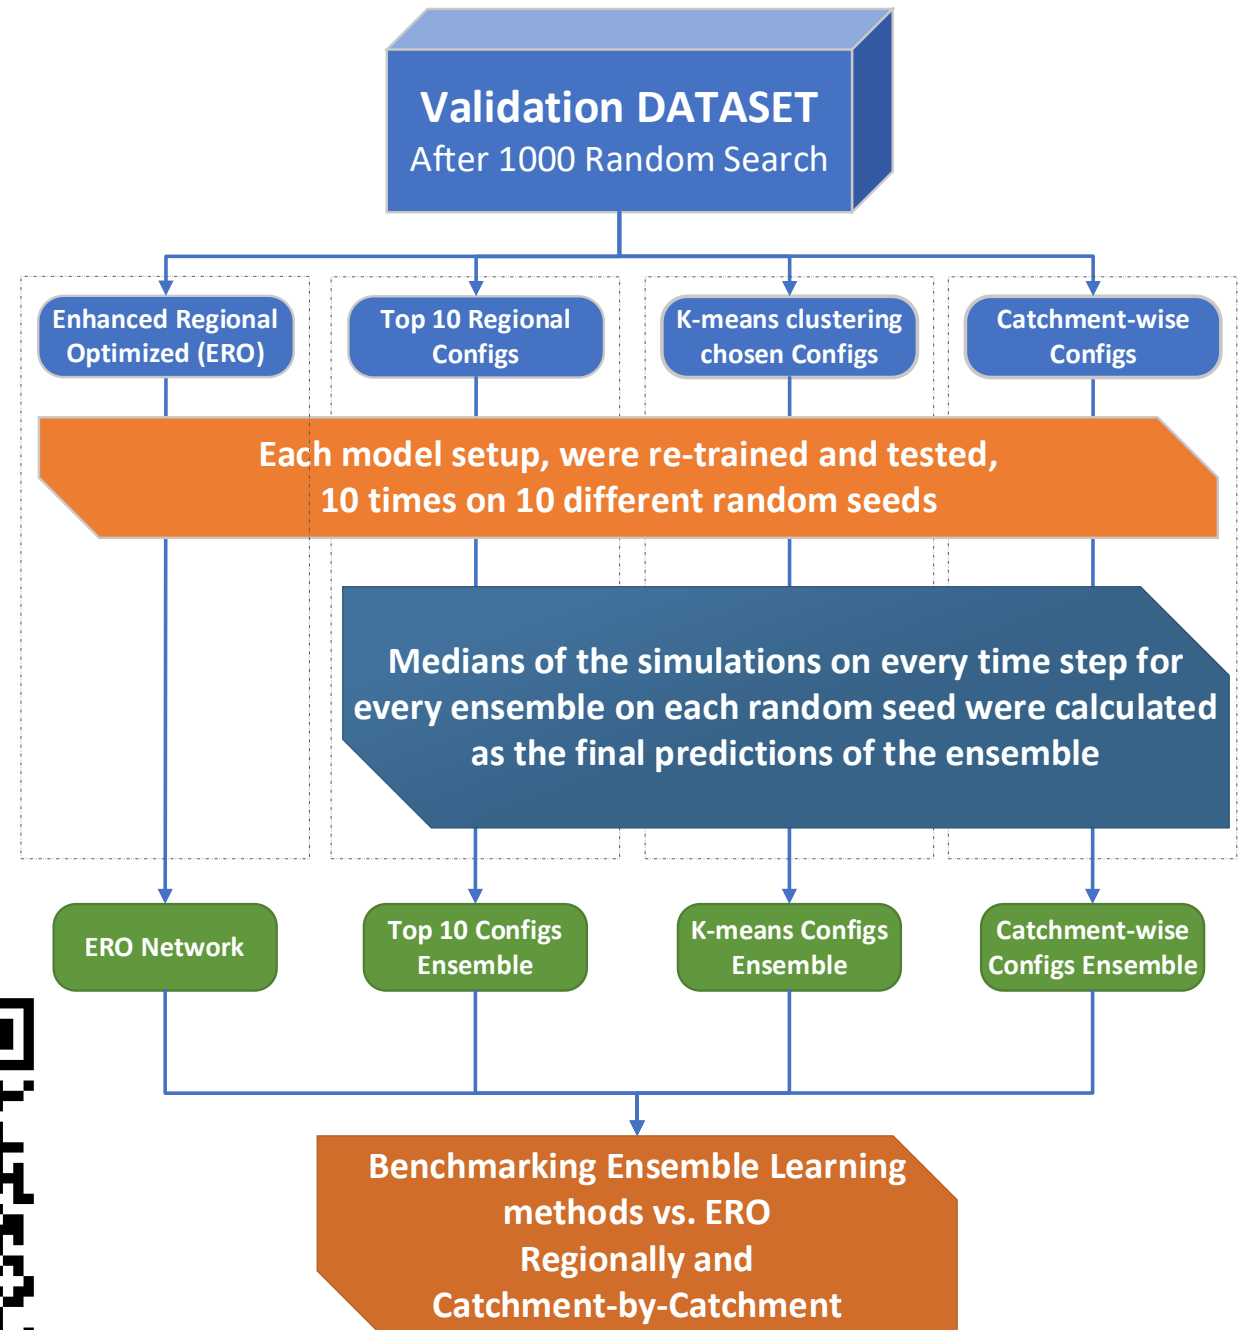 Validation DATASET
After 1000 Random Search
Enhanced Regional
Optimized (ERO)
Top 10 Regional
Configs
K-means clustering
chosen Configs
Catchment-wise
Configs
Each model setup, were re-trained and tested,
10 times on 10 different random seeds
Medians of the simulations on every time step for
every ensemble on each random seed were calculated
as the final predictions of the ensemble
ERO Network
Top 10 Configs
Ensemble
K-means Configs
Ensemble
Catchment-wise
Configs Ensemble
Benchmarking Ensemble Learning
methods vs. ERO
Regionally and
Catchment-by-Catchment